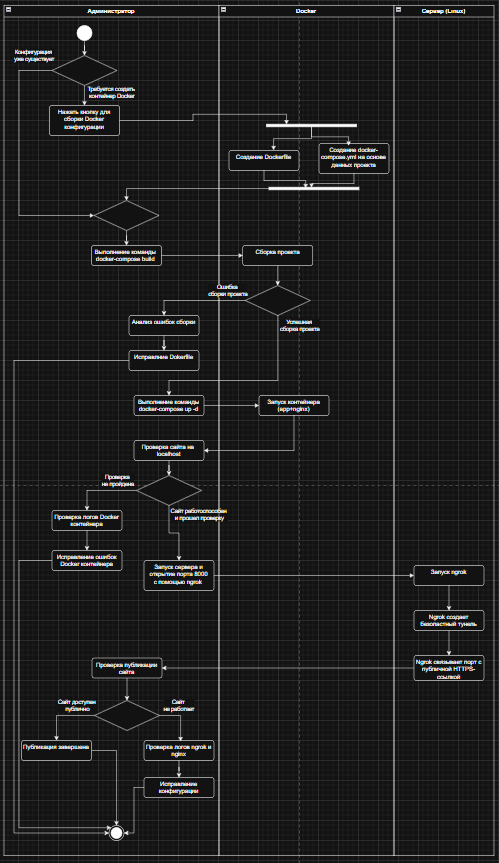 Администратор
Docker
Сервер (Linux)
Конфигурация
уже существует
Требуется создать
контейнер Docker
Нажать кнопку для
сборки Docker
конфигурации
Создание Dockerfile
Создание docker-
compose.yml на основе
данных проекта
Выполнение команды
docker-compose build
Сборка проекта
Ошибка
сборки проекта
Успешная
сборка проекта
Анализ ошибок сборки
Исправление Dokerfile
Выполнение команды
docker-compose up -d
Запуск контейнера
(app+nginx)
Проверка сайта на
localhost
Проверка
не пройдена
Сайт работоспособен
и прошел проверку
Проверка логов Docker
контейнера
Исправление ошибок
Docker контейнера
Запуск сервера и
открытие порта 8000
с помощью ngrok
Запуск ngrok
Ngrok создает
безопастный тунель
Ngrok связывает порт с
публичной HTTPS-
ссылкой
Проверка публикации
сайта
Сайт доступен
публично
Сайт
не работает
Публикация завершена
Проверка логов ngrok и
nginx
Исправление
конфигурации